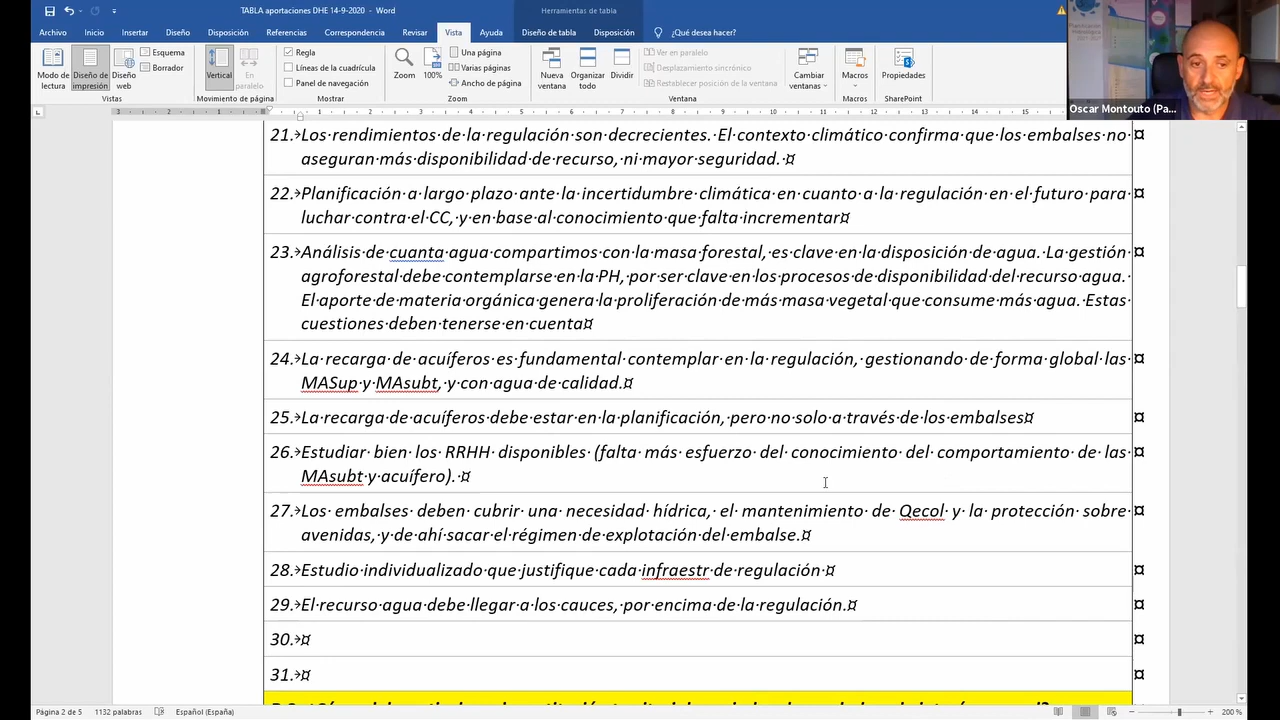 TABLA aportaciones DHE 14-9-2020 - Word
Herramientas de tabla
Archivo Inicio Insertar Diseño Disposición Referencias Correspondencia Revisar Vista Ayuda Diseño de tabla Disposición ¿Qué desea hacer?
Modo de lectura
Diseño de impresión
Diseño web
Esquema
Borrador
Vistas
Vertical
En paralelo
Movimiento de página
Regla
Líneas de la cuadrícula
Panel de navegación
Mostrar
Zoom
100%
Una página
Varias páginas
Ancho de página
Zoom
Nueva ventana
Organizar todo
Dividir
Ver en paralelo
Desplazamiento sincrónico
Restablecer posición de la ventana
Cambiar ventanas
Ventana
Macros
Macros
Propiedades
SharePoint
Oscar Montouto (Pa...
21. Los rendimientos de la regulación son decrecientes. El contexto climático confirma que los embalses no
aseguran más disponibilidad de recurso, ni mayor seguridad.
22. Planificación a largo plazo ante la incertidumbre climática en cuanto a la regulación en el futuro para
luchar contra el CC, y en base al conocimiento que falta incrementar
23. Análisis de cuanta agua compartimos con la masa forestal, es clave en la disposición de agua. La gestión
agroforestal debe contemplarse en la PH, por ser clave en los procesos de disponibilidad del recurso agua.
El aporte de materia orgánica genera la proliferación de más masa vegetal que consume más agua. Estas
cuestiones deben tenerse en cuenta
24. La recarga de acuíferos es fundamental contemplar en la regulación, gestionando de forma global las
MASup y MAsubt, y con agua de calidad.
25. La recarga de acuíferos debe estar en la planificación, pero no solo a través de los embalses
26. Estudiar bien los RRHH disponibles (falta más esfuerzo del conocimiento del comportamiento de las
MAsubt y acuífero).
27. Los embalses deben cubrir una necesidad hídrica, el mantenimiento de Qecol y la protección sobre
avenidas, y de ahí sacar el régimen de explotación del embalse.
28. Estudio individualizado que justifique cada infraestr de regulación
29. El recurso agua debe llegar a los cauces, por encima de la regulación.
30.
31.
Página 2 de 5 1132 palabras Español (España) 200 %